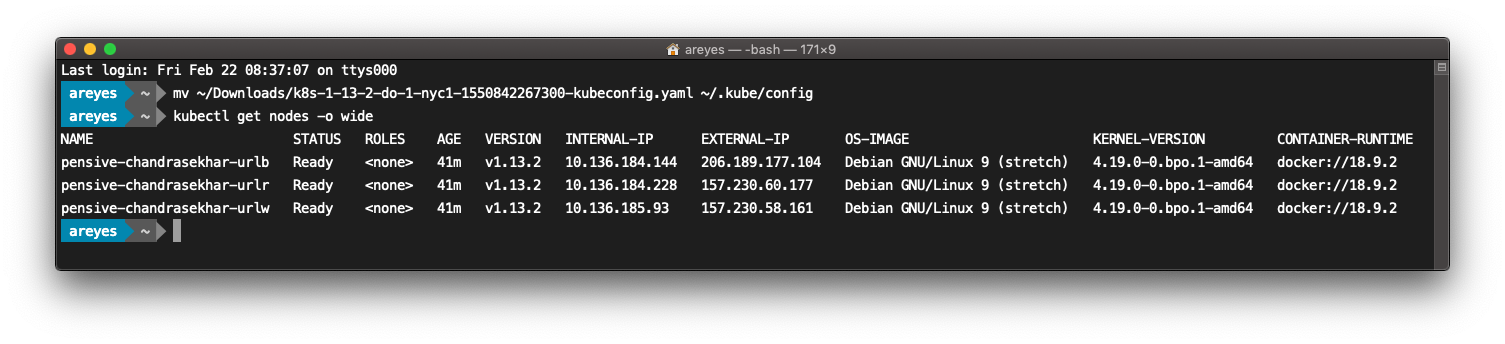 areyes — -bash — 171×9
Last login: Fri Feb 22 08:37:07 on ttys000
areyes ~ mv ~/Downloads/k8s-1-13-2-do-1-nyc1-1550842267300-kubeconfig.yaml ~/.kube/config
areyes ~ kubectl get nodes -o wide
NAME STATUS ROLES AGE VERSION INTERNAL-IP EXTERNAL-IP OS-IMAGE KERNEL-VERSION CONTAINER-RUNTIME
pensive-chandrasekhar-urlb Ready <none> 41m v1.13.2 10.136.184.144 206.189.177.104 Debian GNU/Linux 9 (stretch) 4.19.0-0.bpo.1-amd64 docker://18.9.2
pensive-chandrasekhar-urlr Ready <none> 41m v1.13.2 10.136.184.228 157.230.60.177 Debian GNU/Linux 9 (stretch) 4.19.0-0.bpo.1-amd64 docker://18.9.2
pensive-chandrasekhar-urlw Ready <none> 41m v1.13.2 10.136.185.93 157.230.58.161 Debian GNU/Linux 9 (stretch) 4.19.0-0.bpo.1-amd64 docker://18.9.2
areyes ~